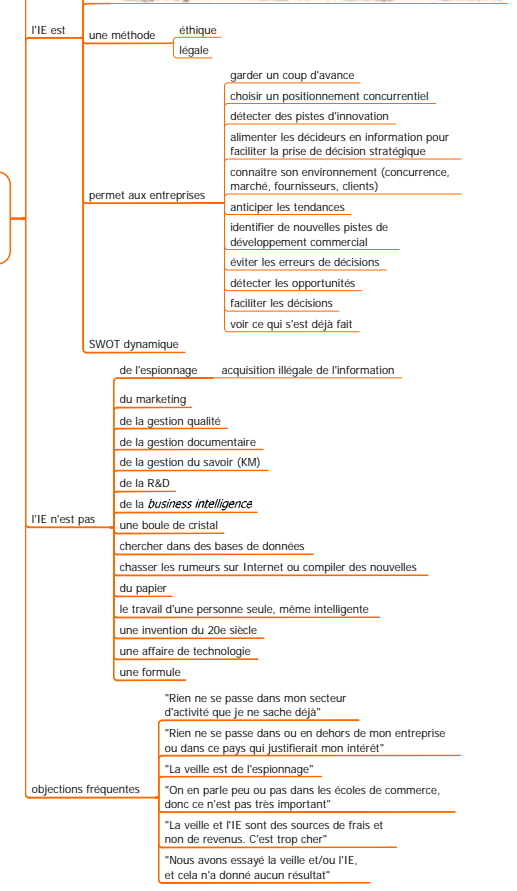 l'IE est
une méthode
éthique
légale
permet aux entreprises
garder un coup d'avance
choisir un positionnement concurrentiel
détecter des pistes d'innovation
alimenter les décideurs en information pour
faciliter la prise de décision stratégique
connaitre son environnement (concurrence,
marché, fournisseurs, clients)
anticiper les tendances
identifier de nouvelles pistes de
développement commercial
éviter les erreurs de décisions
détecter les opportunités
faciliter les décisions
voir ce qui s'est déjà fait
SWOT dynamique
l'IE n'est pas
de l'espionnage
acquisition illégale de l'information
du marketing
de la gestion qualité
de la gestion documentaire
de la gestion du savoir (KM)
de la R&D
de la business intelligence
une boule de cristal
chercher dans des bases de données
chasser les rumeurs sur Internet ou compiler des nouvelles
du papier
le travail d'une personne seule, même intelligente
une invention du 20e siècle
une affaire de technologie
une formule
objections fréquentes
"Rien ne se passe dans mon secteur
d'activité que je ne sache déjà"
"Rien ne se passe dans ou en dehors de mon entreprise
ou dans ce pays qui justifierait mon intérêt"
"La veille est de l'espionnage"
"On en parle peu ou pas dans les écoles de commerce,
donc ce n'est pas très important"
"La veille et l'IE sont des sources de frais et
non de revenus. C'est trop cher"
"Nous avons essayé la veille et/ou l'IE,
et cela n'a donné aucun résultat"